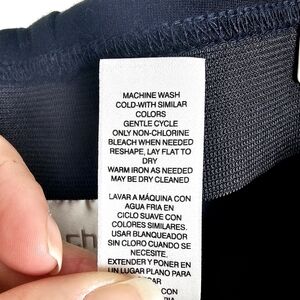 MACHINE WASH
COLD-WITH SIMILAR
COLORS
GENTLE CYCLE
ONLY NON-CHLORINE
BLEACH WHEN NEEDED
RESHAPE, LAY FLAT TO
DRY
WARM IRON AS NEEDED
MAY BE DRY CLEANED
LAVAR A MÁQUINA CON
AGUA FRIA EN
CICLO SUAVE CON
COLORES SIMILARES.
USAR BLANQUEADOR
SIN CLORO CUANDO SE
NECESITE.
EXTENDER Y PONER EN
UN LUGAR PLANO PARA